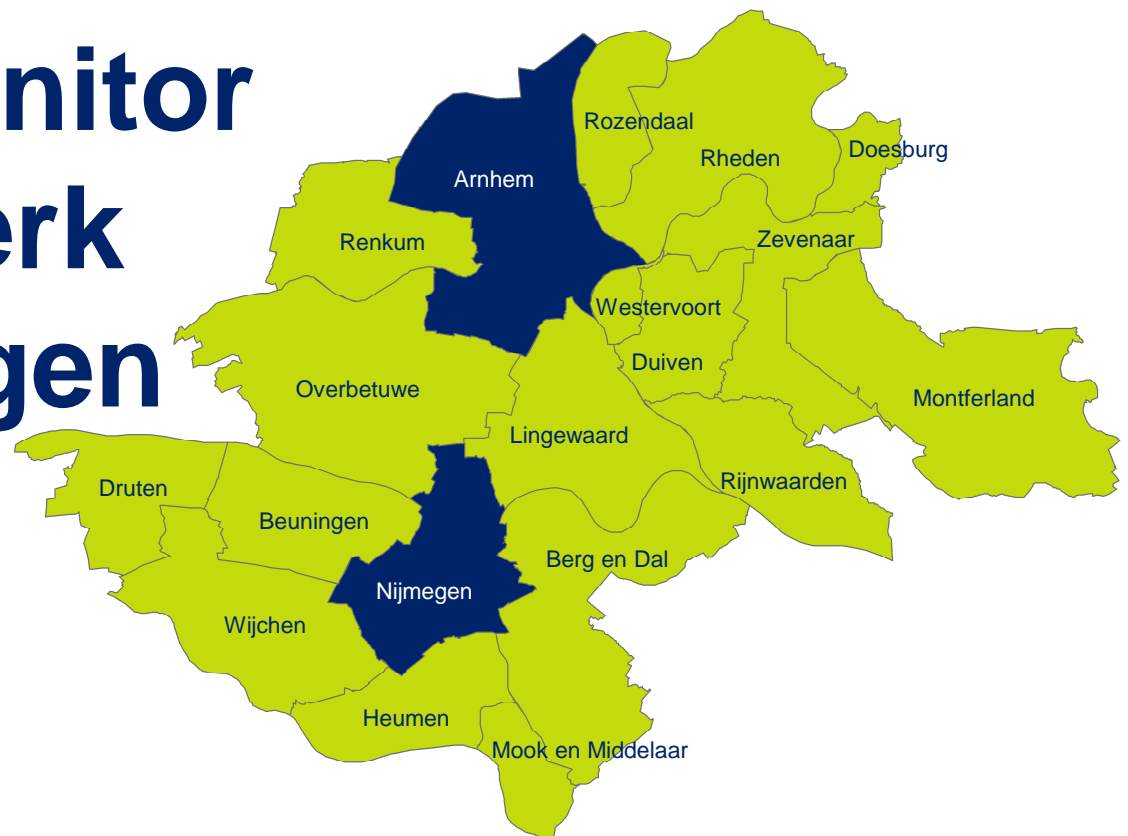 nitor
erk
gen
Rozendaal
Doesburg
Rheden
Arnhem
Renkum
Zevenaar
Westervoort
Duiven
Overbetuwe
Montferland
Lingewaard
Rijnwaarden
Druten
Beuningen
Berg en Dal
Nijmegen
Wijchen
Heumen
Mook en Middelaar